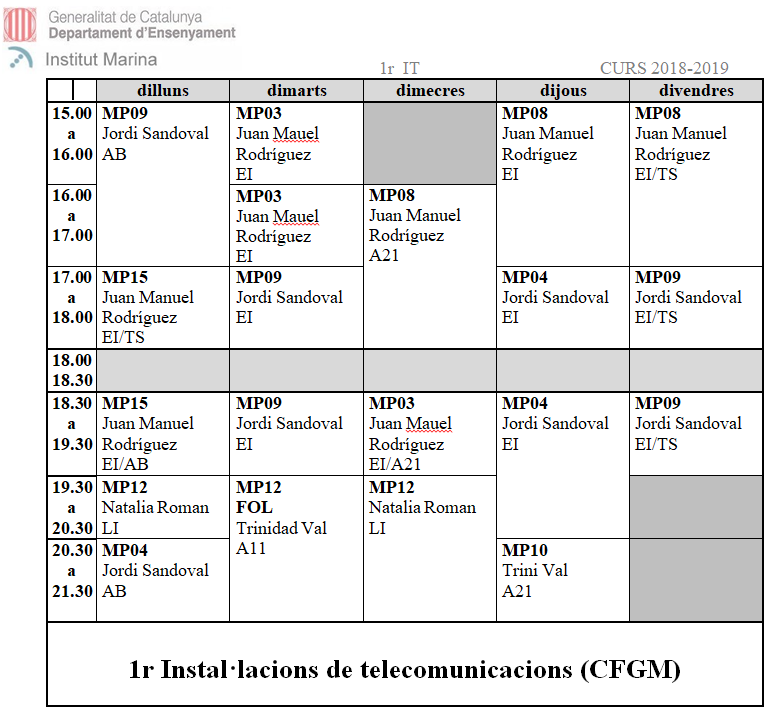 Generalitat de Catalunya
Departament d'Ensenyament
Institut Marina
1r IT
CURS 2018-2019
dilluns dimarts dimecres dijous divendres
15.00
a
16.00
MP09
Jordi Sandoval
AB
MP03
Juan Mauel
Rodríguez
EI
MP08
Juan Manuel
Rodríguez
EI
MP08
Juan Manuel
Rodríguez
EI/TS
16.00
a
17.00
MP03
Juan Mauel
Rodríguez
EI
MP08
Juan Manuel
Rodríguez
A21
17.00
a
18.00
MP15
Juan Manuel
Rodríguez
EI/TS
MP09
Jordi Sandoval
EI
MP04
Jordi Sandoval
EI
MP09
Jordi Sandoval
EI/TS
18.00
18.30
18.30
a
19.30
MP15
Juan Manuel
Rodríguez
EI/AB
MP09
Jordi Sandoval
EI
MP03
Juan Mauel
Rodríguez
EI/A21
MP04
Jordi Sandoval
EI
MP09
Jordi Sandoval
EI/TS
19.30
a
20.30
MP12
Natalia Roman
LI
MP12
FOL
Trinidad Val
A11
MP12
Natalia Roman
LI
20.30
a
21.30
MP04
Jordi Sandoval
AB
MP10
Trini Val
A21
1r Instal·lacions de telecomunicacions (CFGM)